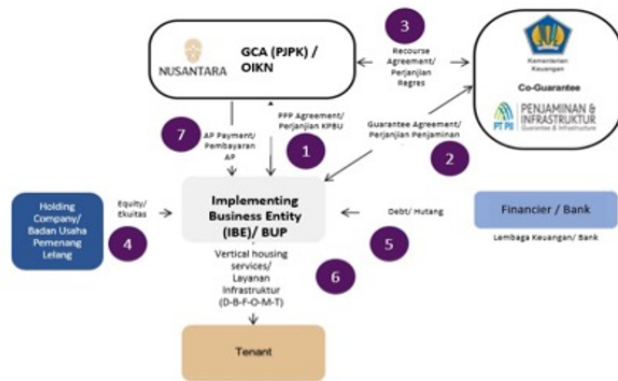 3
GCA (PJPK) /
OIKN
NUSANTARA
Recourse
Agreement/
Perjanjian
Regres
Kementerian
Keuangan
Co-Guarantee
PT PII
PENJAMINAN &
INFRASTRUKTUR
Guarantee & Infrastructure
7
AP Payment/
Pembayaran
AP
PPP Agreement/
Perjanjian KPBU
1
Guarantee Agreement/
Perjanjian Penjaminan
2
Holding
Company/
Badan Usaha
Pemenang
Lelang
Equity/
Ekuitas
4
Implementing
Business Entity
(IBE)/ BUP
Debt/ Hutang
5
Financier / Bank
Lembaga Keuangan/ Bank
Vertical housing
services/
Layanan
Infrastruktur
(D-B-F-O-M-T)
6
Tenant